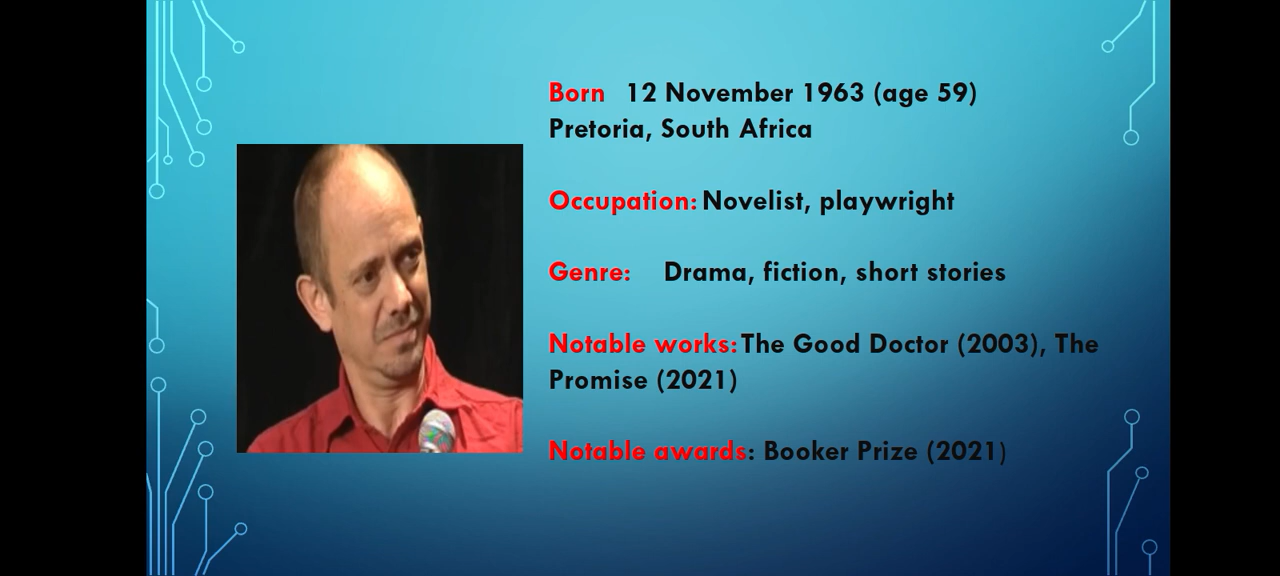 Born 12 November 1963 (age 59)
Pretoria, South Africa
Occupation: Novelist, playwright
Genre: Drama, fiction, short stories
Notable works: The Good Doctor (2003), The
Promise (2021)
Notable awards: Booker Prize (2021)